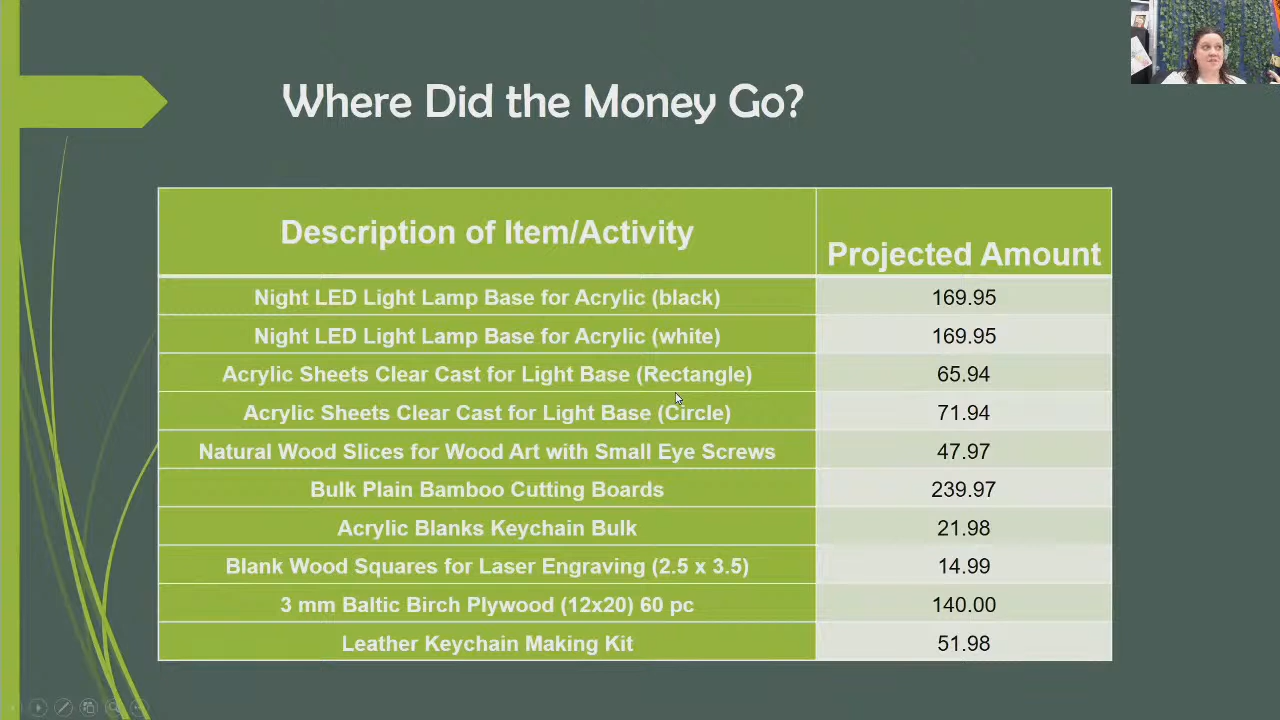 Where Did the Money Go?
Description of Item/Activity
Projected Amount
Night LED Light Lamp Base for Acrylic (black)
169.95
Night LED Light Lamp Base for Acrylic (white)
169.95
Acrylic Sheets Clear Cast for Light Base (Rectangle)
65.94
Acrylic Sheets Clear Cast for Light Base (Circle)
71.94
Natural Wood Slices for Wood Art with Small Eye Screws
47.97
Bulk Plain Bamboo Cutting Boards
239.97
Acrylic Blanks Keychain Bulk
21.98
Blank Wood Squares for Laser Engraving (2.5 x 3.5)
14.99
3 mm Baltic Birch Plywood (12x20) 60 pc
140.00
Leather Keychain Making Kit
51.98